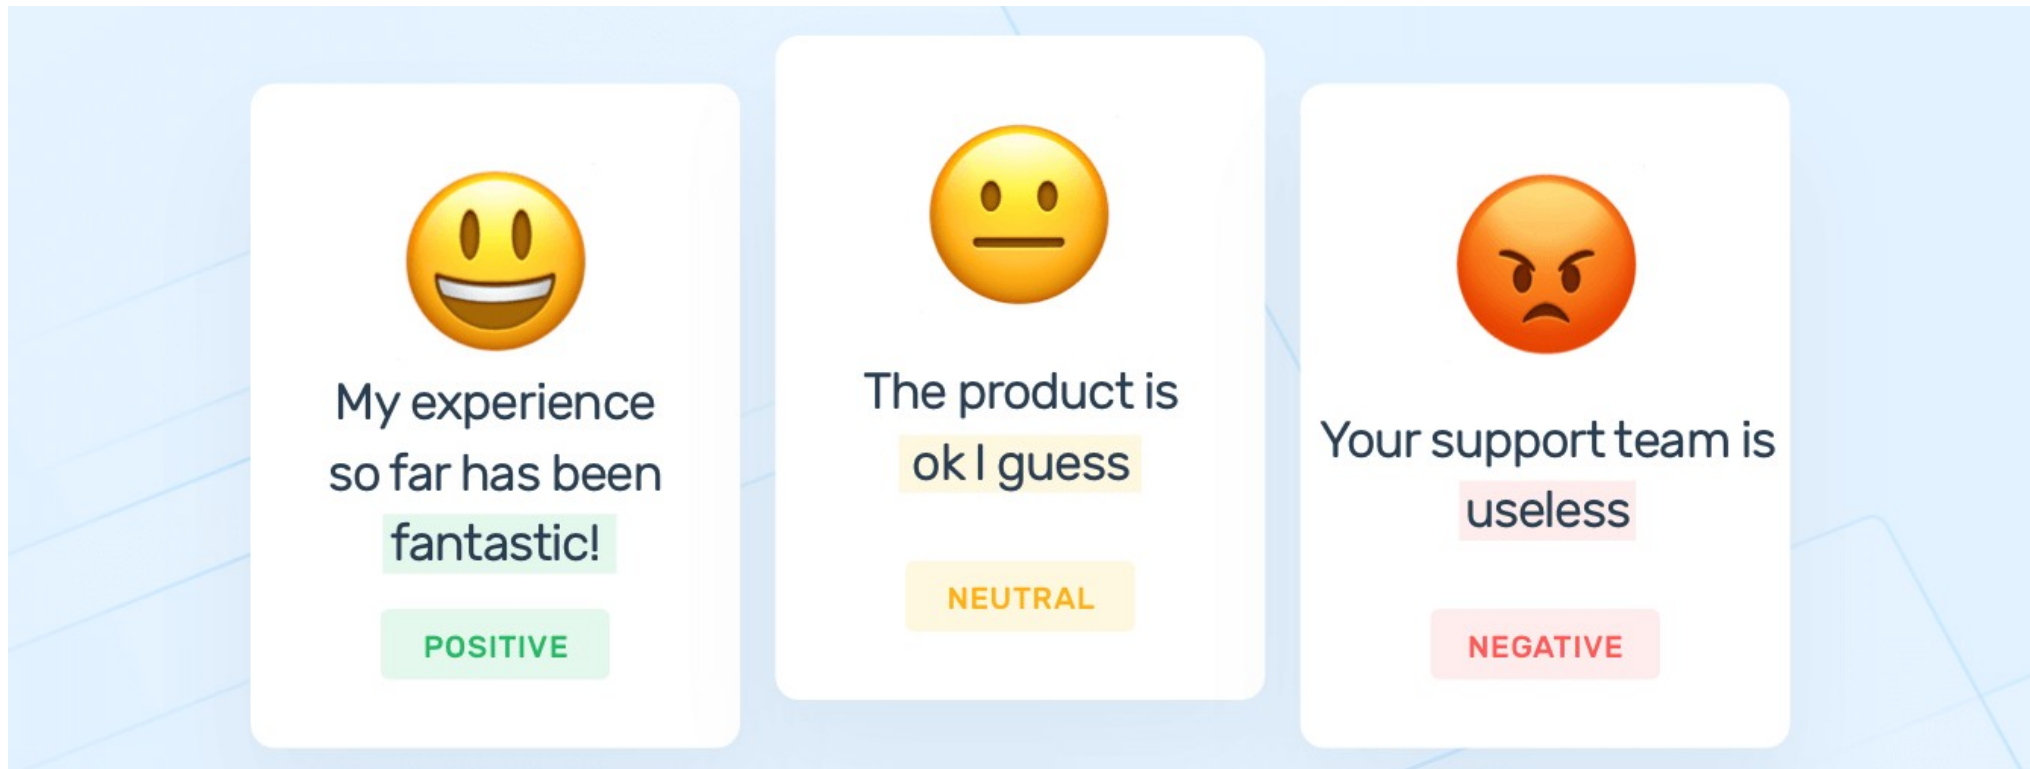 My experience
so far has been
fantastic!
POSITIVE
The product is
ok I guess
NEUTRAL
Your support team is
useless
NEGATIVE